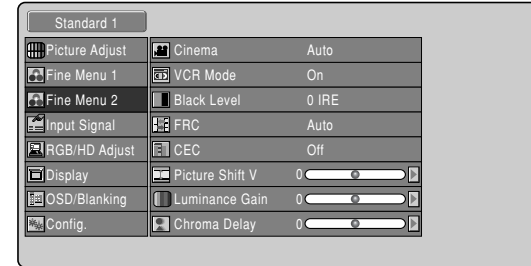 Standard 1
Picture Adjust Cinema Auto
Fine Menu 1 VCR Mode On
Fine Menu 2 Black Level 0 IRE
Input Signal FRC Auto
RGB/HD Adjust CEC Off
Display Picture Shift V 0
OSD/Blanking Luminance Gain 0
Config. Chroma Delay 0